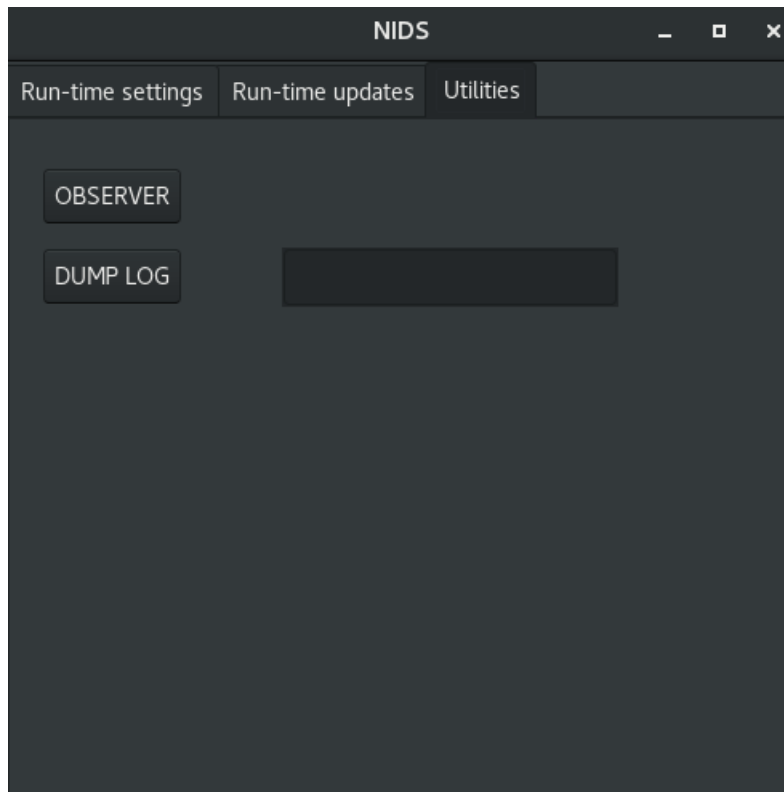 NIDS
Run-time settings Run-time updates Utilities
OBSERVER
DUMP LOG